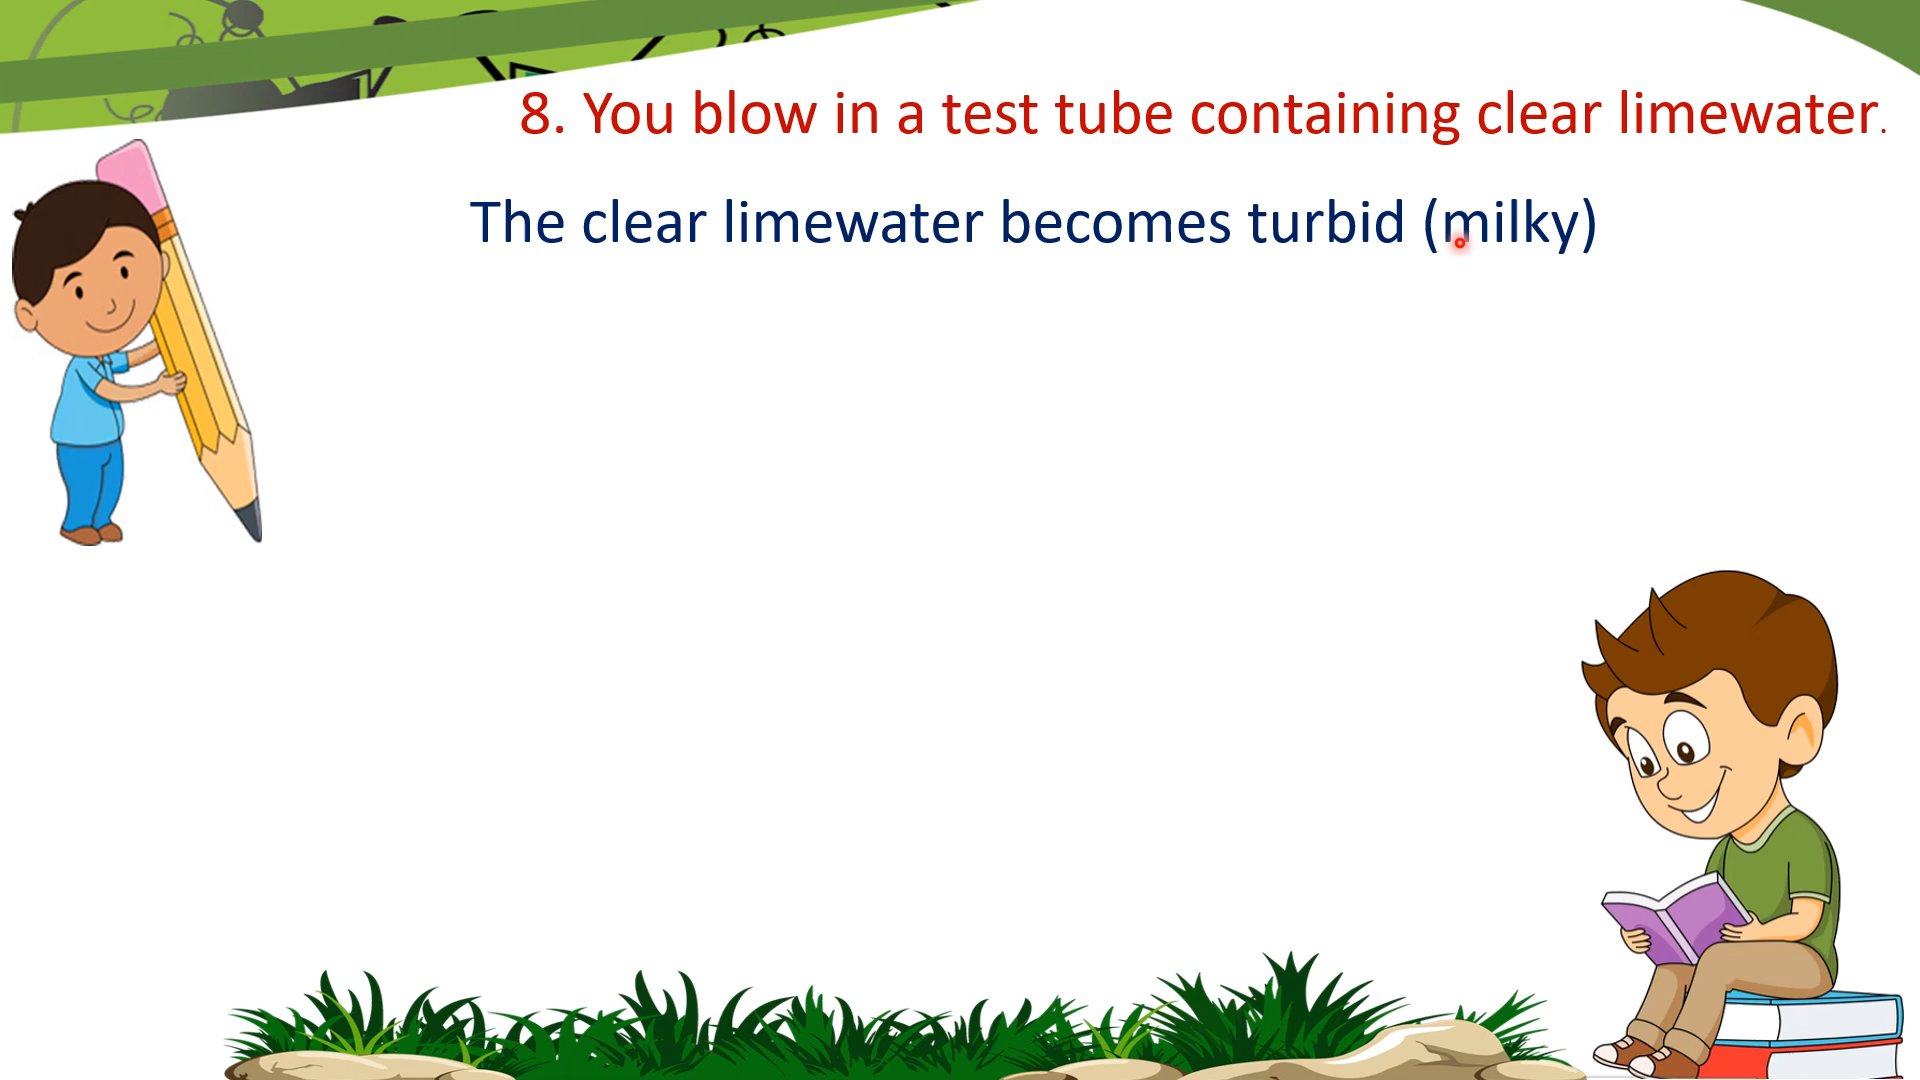 8. You blow in a test tube containing clear limewater.
The clear limewater becomes turbid (milky)